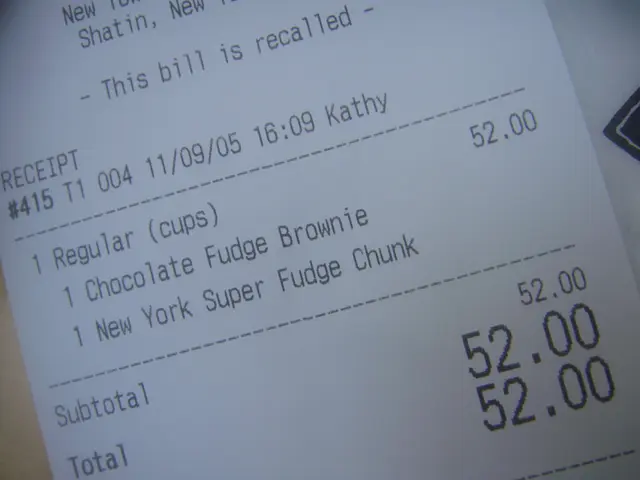 New
Shatin, New
- This bill is recalled -
RECEIPT
#415 T1 004 11/09/05 16:09 Kathy
1 Regular (cups) 52.00
1 Chocolate Fudge Brownie
1 New York Super Fudge Chunk
Subtotal 52.00
Total 52.00
52.00